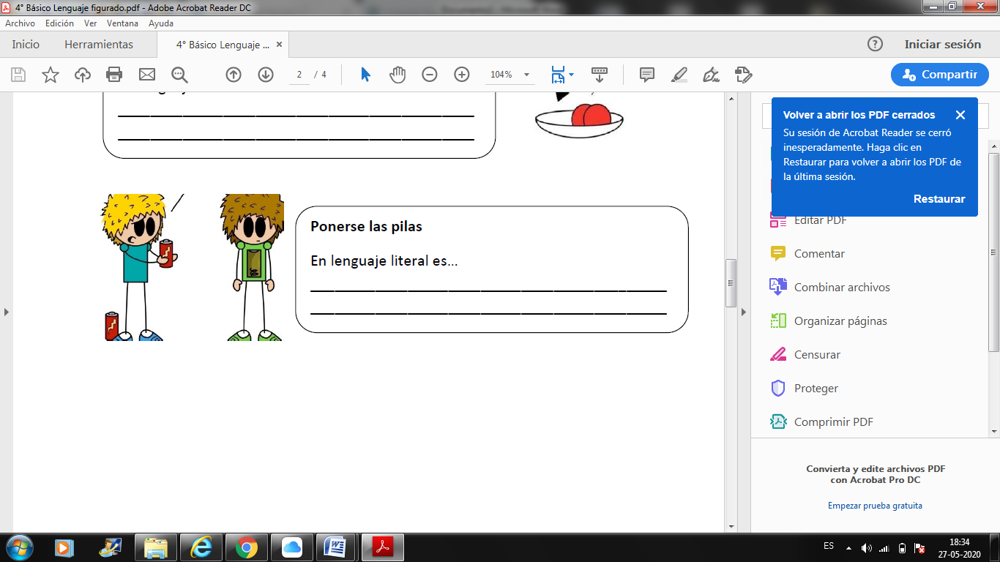 4° Básico Lenguaje figurado.pdf - Adobe Acrobat Reader DC
Archivo Edición Ver Ventana Ayuda
Inicio Herramientas 4° Básico Lenguaje ... Iniciar sesión
2 / 4 104% Compartir
Volver a abrir los PDF cerrados
Su sesión de Acrobat Reader se cerró
inesperadamente. Haga clic en
Restaurar para volver a abrir los PDF de
la última sesión.
Restaurar
Ponerse las pilas
En lenguaje literal es...
Editar PDF
Comentar
Combinar archivos
Organizar páginas
Censurar
Proteger
Comprimir PDF
Convierta y edite archivos PDF
con Acrobat Pro DC
Empezar prueba gratuita
ES
18:34
27-05-2020